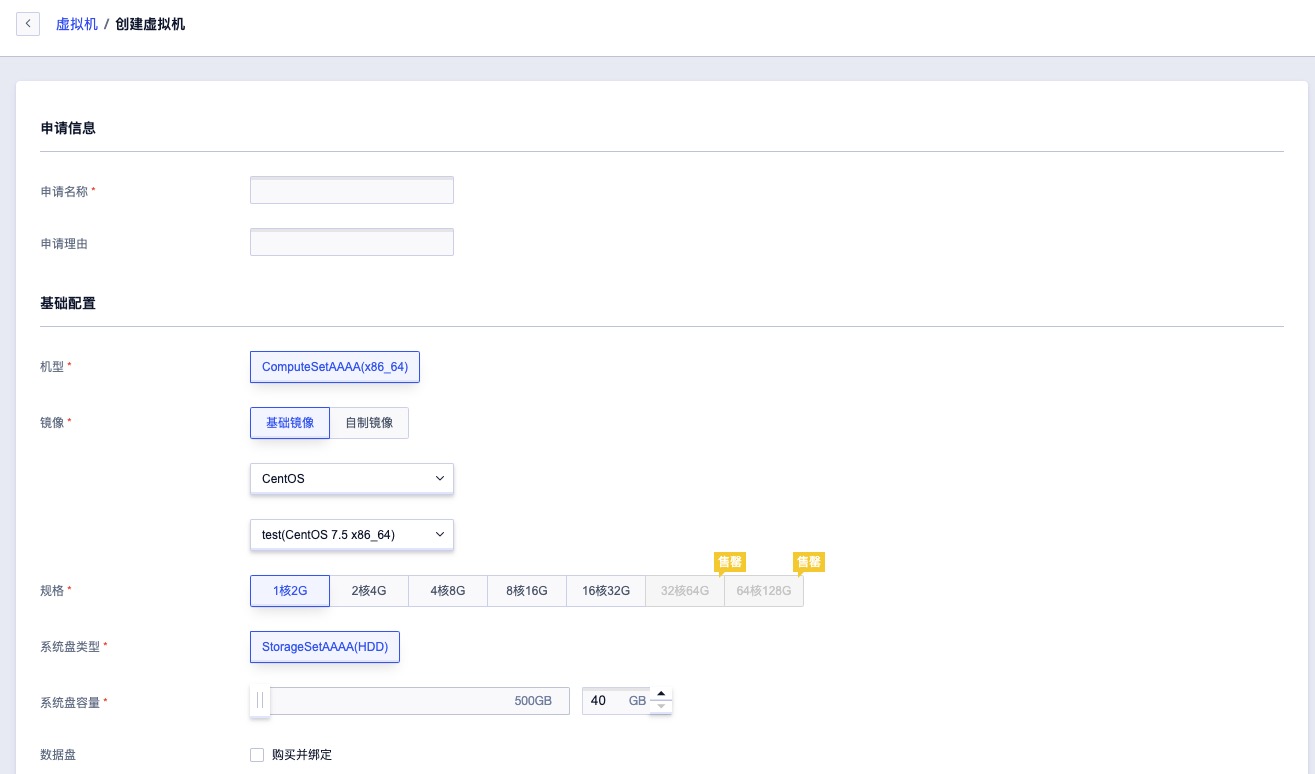 虚拟机 / 创建虚拟机
申请信息
申请名称 *
申请理由
基础配置
机型 * ComputeSetAAAA(x86_64)
镜像 * 基础镜像 自制镜像
CentOS
test(CentOS 7.5 x86_64)
售罄 售罄
规格 * 1核2G 2核4G 4核8G 8核16G 16核32G 32核64G 64核128G
系统盘类型 * StorageSetAAAA(HDD)
系统盘容量 * 500GB 40 GB
数据盘 购买并绑定